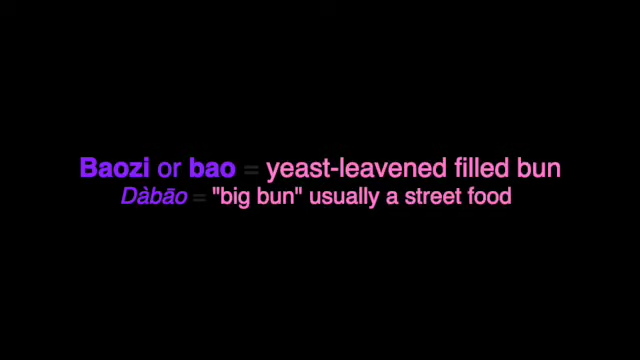 Baozi or bao = yeast-leavened filled bun
Dàbāo = "big bun" usually a street food